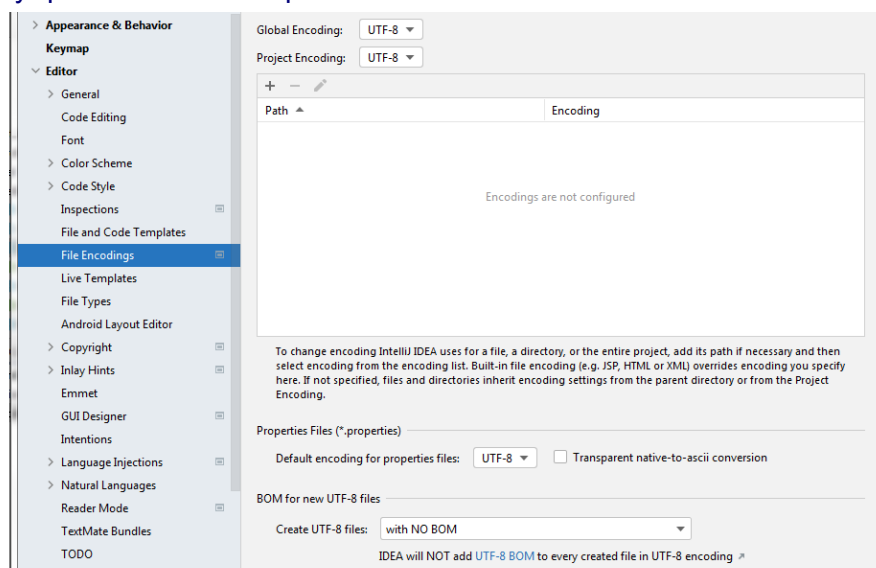 Appearance & Behavior
Keymap
Editor
General
Code Editing
Font
Color Scheme
Code Style
Inspections
File and Code Templates
File Encodings
Live Templates
File Types
Android Layout Editor
Copyright
Inlay Hints
Emmet
GUI Designer
Intentions
Language Injections
Natural Languages
Reader Mode
TextMate Bundles
TODO
Global Encoding: UTF-8
Project Encoding: UTF-8
Path Encoding
Encodings are not configured
To change encoding IntelliJ IDEA uses for a file, a directory, or the entire project, add its path if necessary and then
select encoding from the encoding list. Built-in file encoding (e.g. JSP, HTML or XML) overrides encoding you specify
here. If not specified, files and directories inherit encoding settings from the parent directory or from the Project
Encoding.
Properties Files (*.properties)
Default encoding for properties files: UTF-8 Transparent native-to-ascii conversion
BOM for new UTF-8 files
Create UTF-8 files: with NO BOM
IDEA will NOT add UTF-8 BOM to every created file in UTF-8 encoding ↗